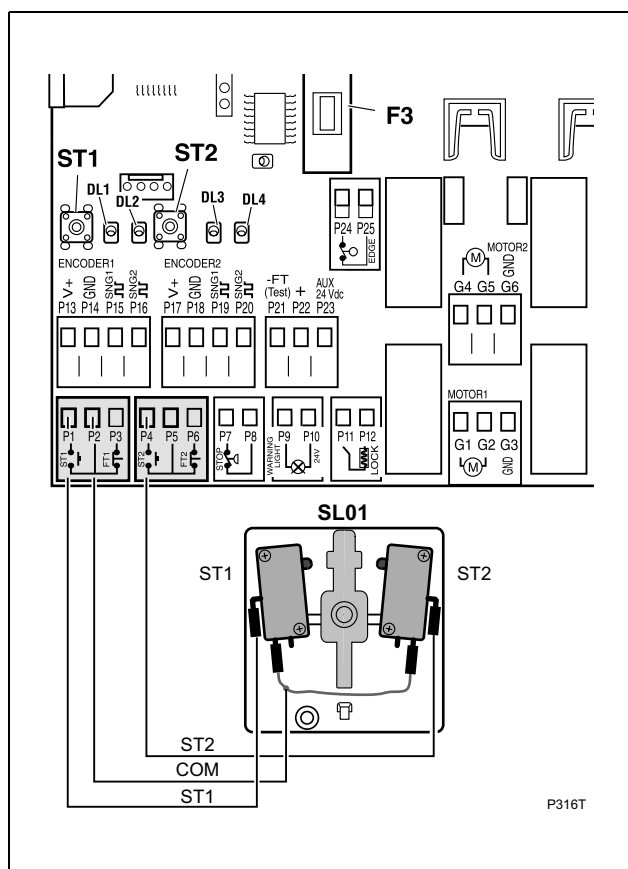 F3
ST1
ST2
DL1
DL2
DL3
DL4
P24 P25
EDGE
ENCODER1
V+
GND
SNG1
SNG2
P13 P14 P15 P16
ENCODER2
V+
GND
SNG1
SNG2
P17 P18 P19 P20
-FT
(Test)
+
AUX
24 Vdc
P21 P22 P23
M
MOTOR2
GND
G4 G5 G6
MOTOR1
G1 G2 G3
M
GND
P1 P2 P3
ST1
FT1
P4 P5 P6
ST2
FT2
P7 P8
STOP
P9 P10
WARNING
LIGHT
24V
P11 P12
LOCK
SL01
ST1
ST2
ST2
COM
ST1
P316T